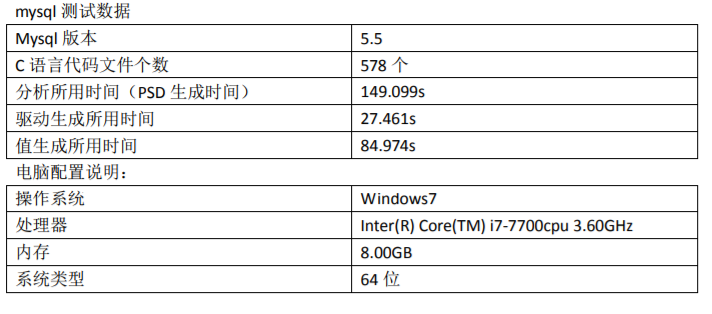 mysql 测试数据
Mysql 版本 5.5
C 语言代码文件个数 578 个
分析所用时间（PSD 生成时间） 149.099s
驱动生成所用时间 27.461s
值生成所用时间 84.974s
电脑配置说明：
操作系统 Windows7
处理器 Inter(R) Core(TM) i7-7700cpu 3.60GHz
内存 8.00GB
系统类型 64 位